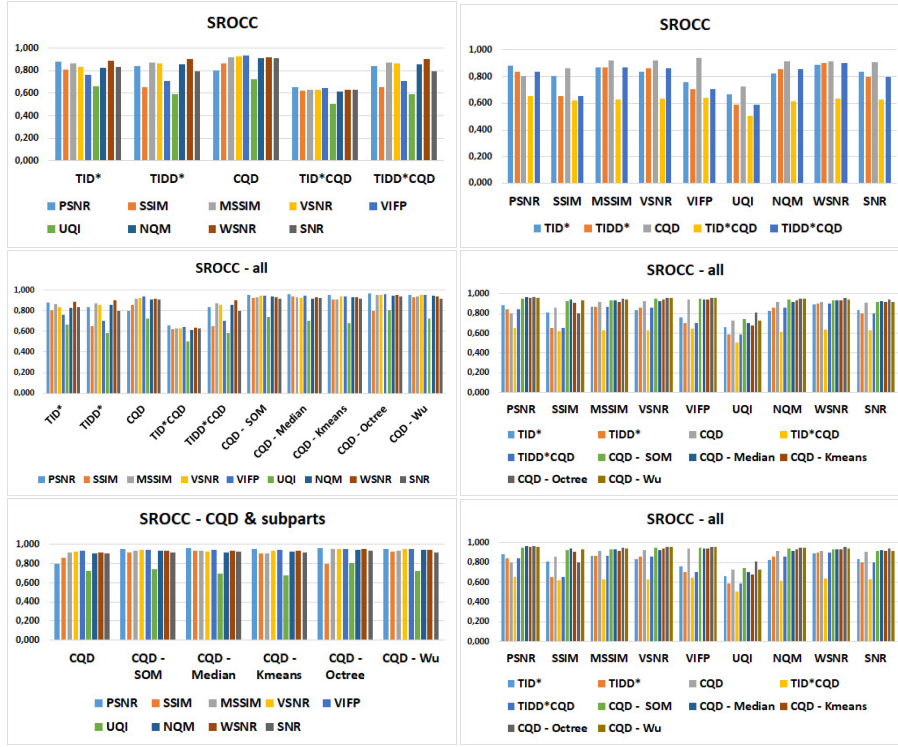 SROCC
1,000
0,800
0,600
0,400
0,200
0,000
TID* TIDD* CQD TID*CQD TIDD*CQD
PSNR SSIM MSSIM VSNR VIFP
UQI NQM WSNR SNR
SROCC
1,000
0,800
0,600
0,400
0,200
0,000
PSNR SSIM MSSIM VSNR VIFP UQI NQM WSNR SNR
TID* TIDD* CQD TID*CQD TIDD*CQD
SROCC - all
1,000
0,800
0,600
0,400
0,200
0,000
TID* TIDD* CQD TID*CQD TIDD*CQD CQD - SOM CQD - Median CQD - Kmeans CQD - Octree CQD - Wu
PSNR SSIM MSSIM VSNR VIFP UQI NQM WSNR SNR
SROCC - all
1,000
0,800
0,600
0,400
0,200
0,000
PSNR SSIM MSSIM VSNR VIFP UQI NQM WSNR SNR
TID* TIDD* CQD TID*CQD
TIDD*CQD CQD - SOM CQD - Median CQD - Kmeans
CQD - Octree CQD - Wu
SROCC - CQD & subparts
1,000
0,800
0,600
0,400
0,200
0,000
CQD CQD - CQD - CQD - CQD - CQD - Wu
SOM Median Kmeans Octree
PSNR SSIM MSSIM VSNR VIFP
UQI NQM WSNR SNR
SROCC - all
1,000
0,800
0,600
0,400
0,200
0,000
PSNR SSIM MSSIM VSNR VIFP UQI NQM WSNR SNR
TID* TIDD* CQD TID*CQD
TIDD*CQD CQD - SOM CQD - Median CQD - Kmeans
CQD - Octree CQD - Wu